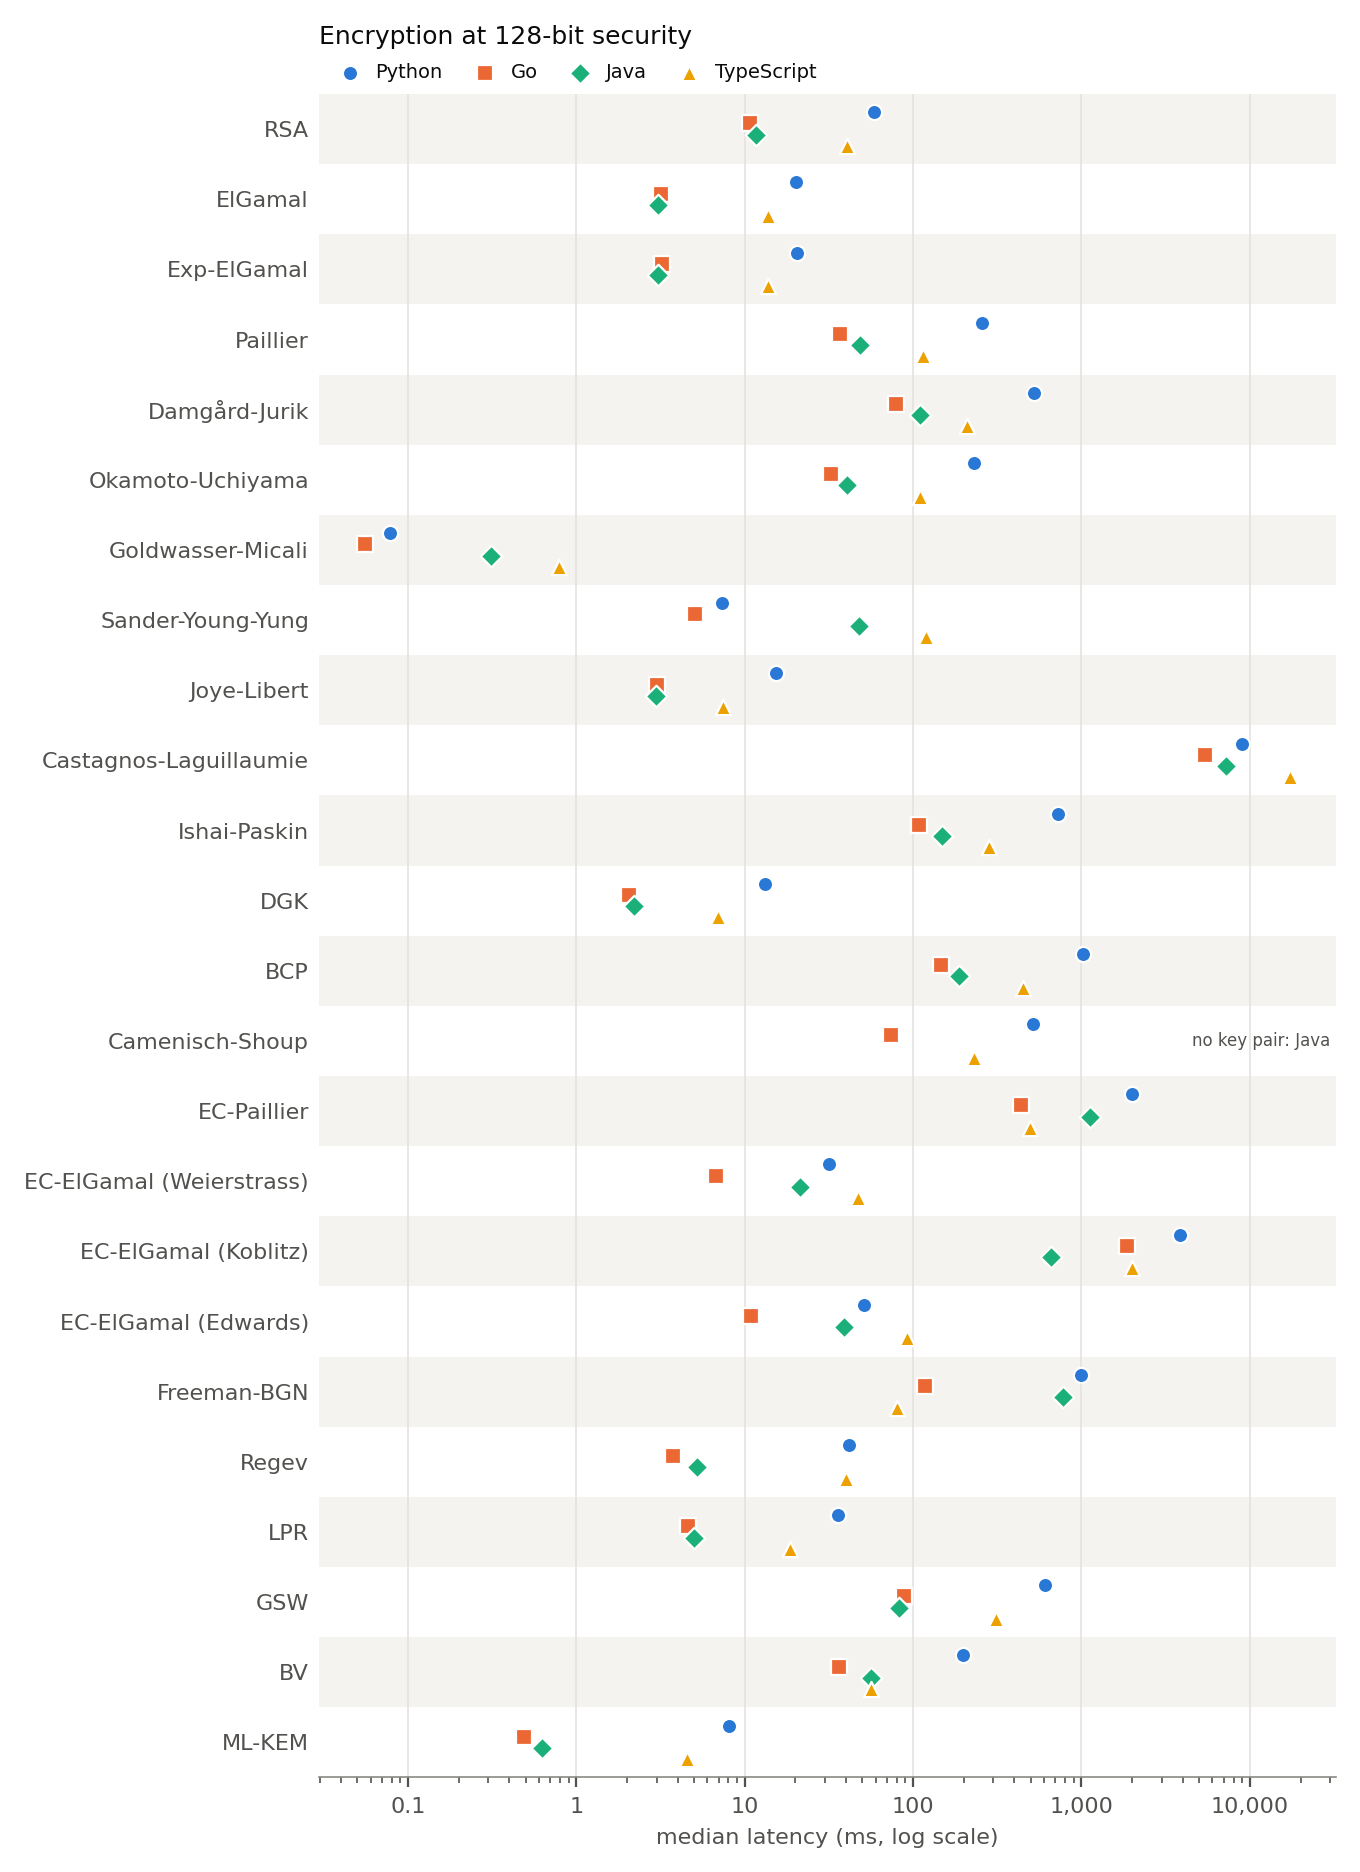 Encryption at 128-bit security
Python Go Java TypeScript
RSA
ElGamal
Exp-ElGamal
Paillier
Damgård-Jurik
Okamoto-Uchiyama
Goldwasser-Micali
Sander-Young-Yung
Joye-Libert
Castagnos-Laguillaumie
Ishai-Paskin
DGK
BCP
Camenisch-Shoup no key pair: Java
EC-Paillier
EC-ElGamal (Weierstrass)
EC-ElGamal (Koblitz)
EC-ElGamal (Edwards)
Freeman-BGN
Regev
LPR
GSW
BV
ML-KEM
0.1 1 10 100 1,000 10,000
median latency (ms, log scale)